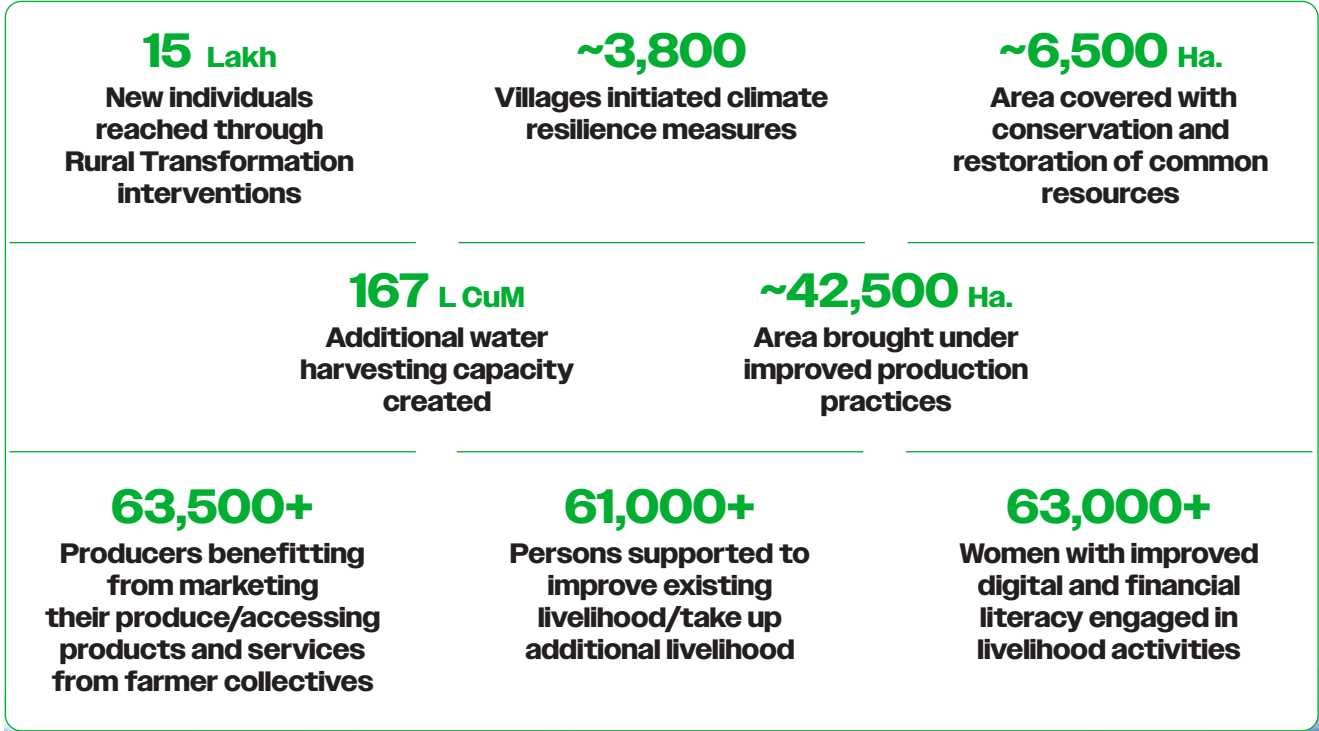 15 Lakh
New individuals
reached through
Rural Transformation
interventions
~3,800
Villages initiated climate
resilience measures
~6,500 Ha.
Area covered with
conservation and
restoration of common
resources
167 L CuM
Additional water
harvesting capacity
created
~42,500 Ha.
Area brought under
improved production
practices
63,500+
Producers benefitting
from marketing
their produce/accessing
products and services
from farmer collectives
61,000+
Persons supported to
improve existing
livelihood/take up
additional livelihood
63,000+
Women with improved
digital and financial
literacy engaged in
livelihood activities